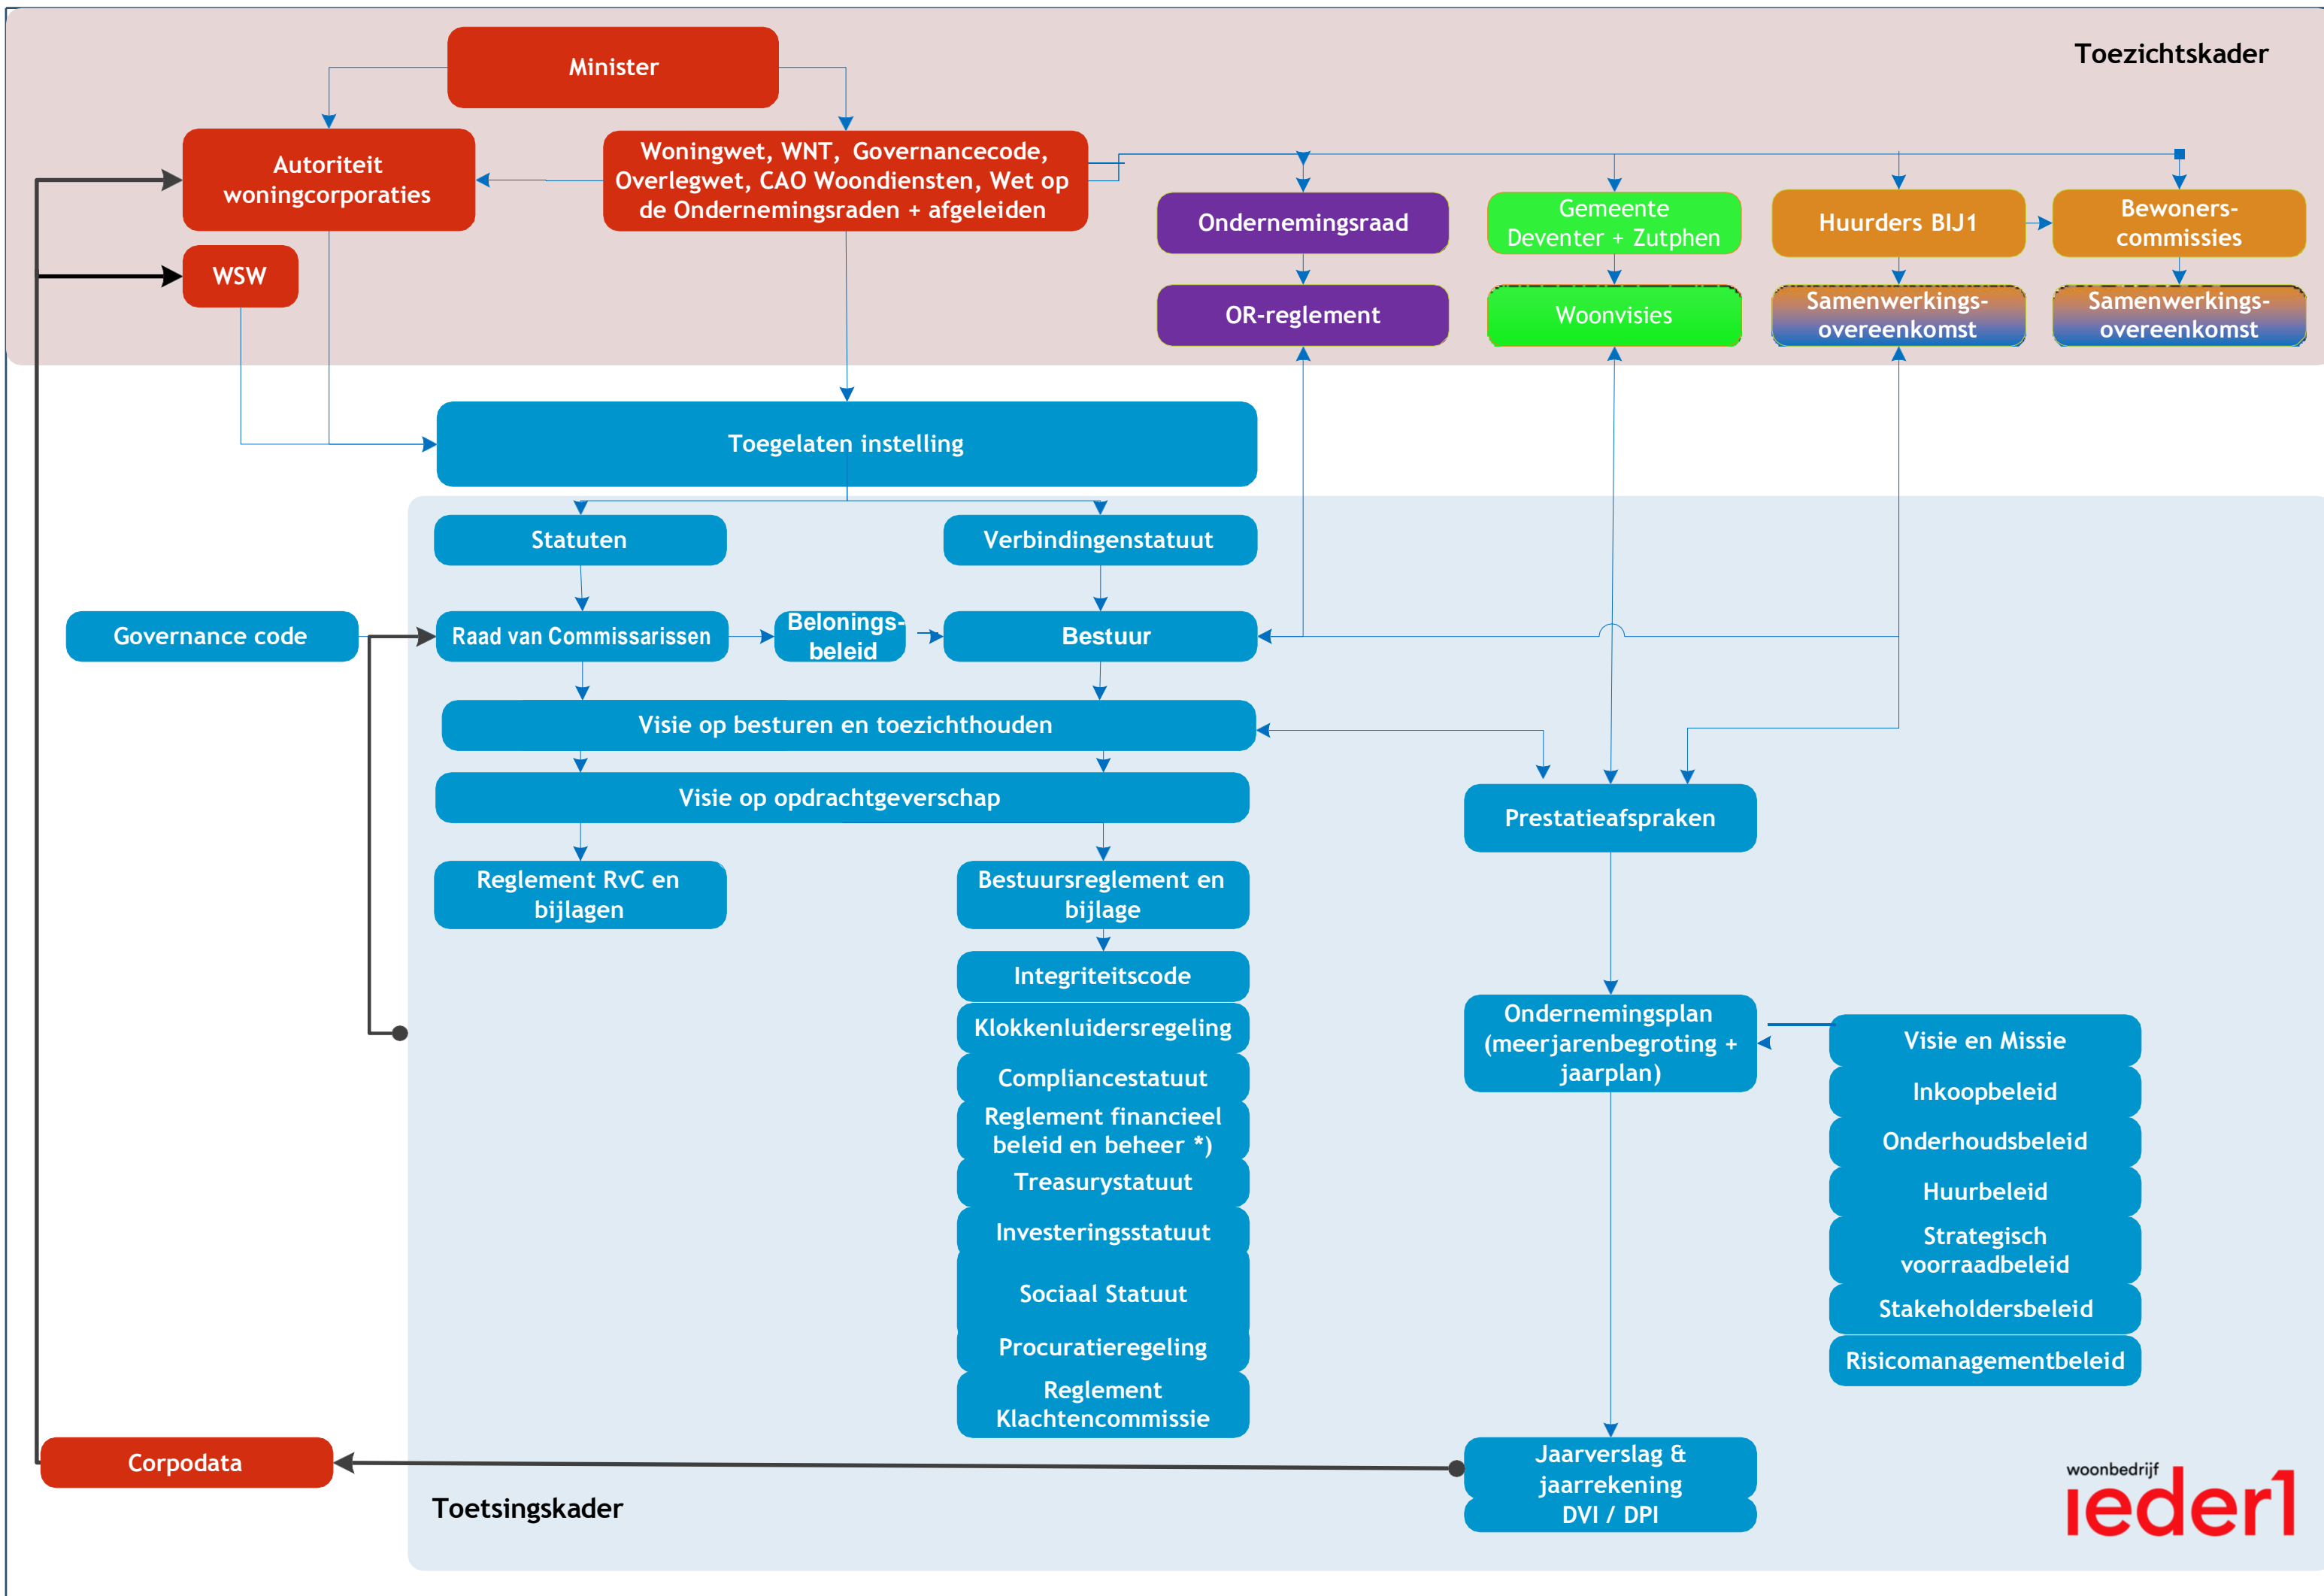 Toezichtskader
Minister
Autoriteit
woningcorporaties
Woningwet, WNT, Governancecode,
Overlegwet, CAO Woondiensten, Wet op
de Ondernemingsraden + afgeleiden
WSW
Ondernemingsraad
Gemeente
Deventer + Zutphen
Huurders BIJ1
Bewoners-
commissies
OR-reglement
Woonvisies
Samenwerkings-
overeenkomst
Samenwerkings-
overeenkomst
Toegelaten instelling
Statuten
Verbindingenstatuut
Governance code
Raad van Commissarissen
Belonings-
beleid
Bestuur
Visie op besturen en toezichthouden
Visie op opdrachtgeverschap
Prestatieafspraken
Reglement RvC en
bijlagen
Bestuursreglement en
bijlage
Integriteitscode
Klokkenluidersregeling
Compliancestatuut
Reglement financieel
beleid en beheer *)
Treasurystatuut
Investeringsstatuut
Sociaal Statuut
Procuratieregeling
Reglement
Klachtencommissie
Ondernemingsplan
(meerjarenbegroting +
jaarplan)
Visie en Missie
Inkoopbeleid
Onderhoudsbeleid
Huurbeleid
Strategisch
voorraadbeleid
Stakeholdersbeleid
Risicomanagementbeleid
Corpodata
Jaarverslag &
jaarrekening
DVI / DPI
Toetsingskader
woonbedrijf
ieder1